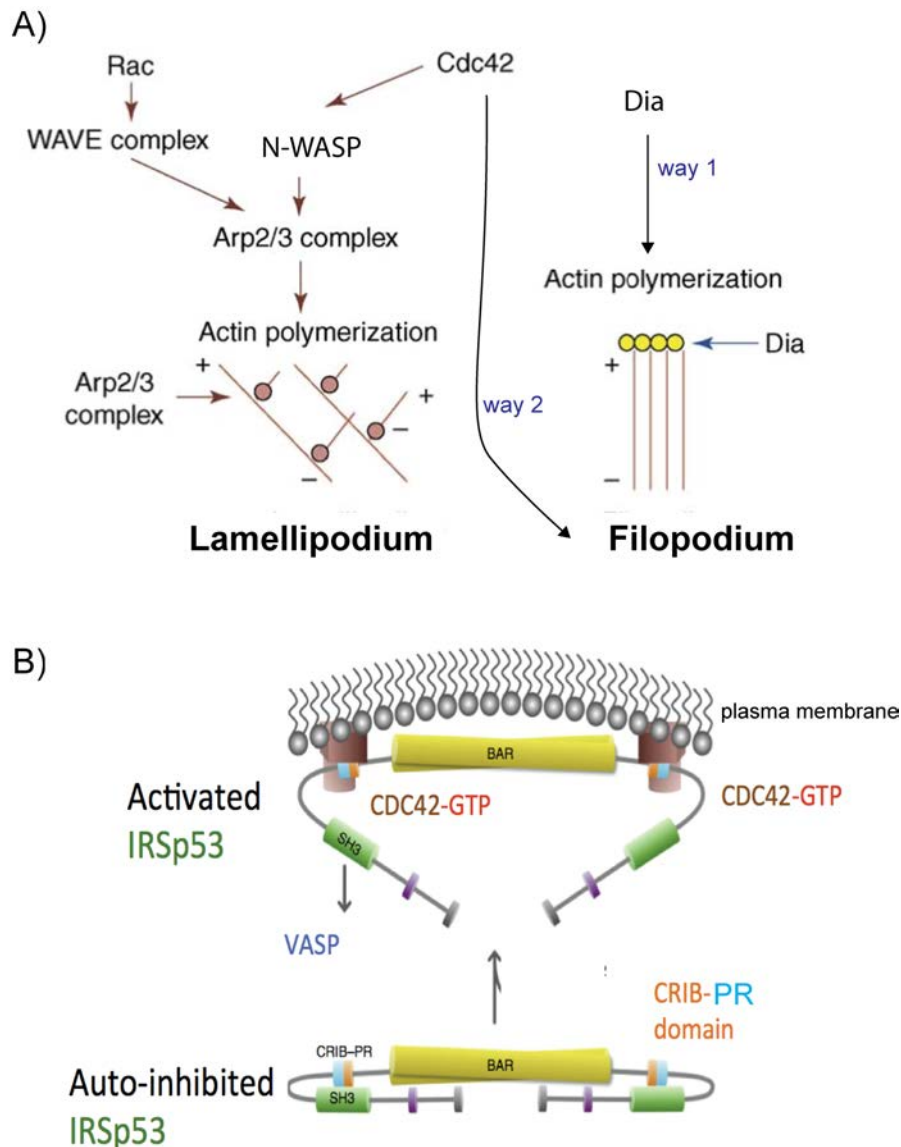 A)
Rac
Cdc42
Dia
WAVE complex
N-WASP
way 1
Arp2/3 complex
Actin polymerization
Actin polymerization
+
+
Dia
Arp2/3
complex
+
way 2
−
−
−
Lamellipodium
Filopodium
B)
plasma membrane
BAR
Activated
IRSp53
CDC42-GTP
CDC42-GTP
SH3
VASP
CRIB-PR
domain
CRIB–PR
BAR
Auto-inhibited
IRSp53
SH3